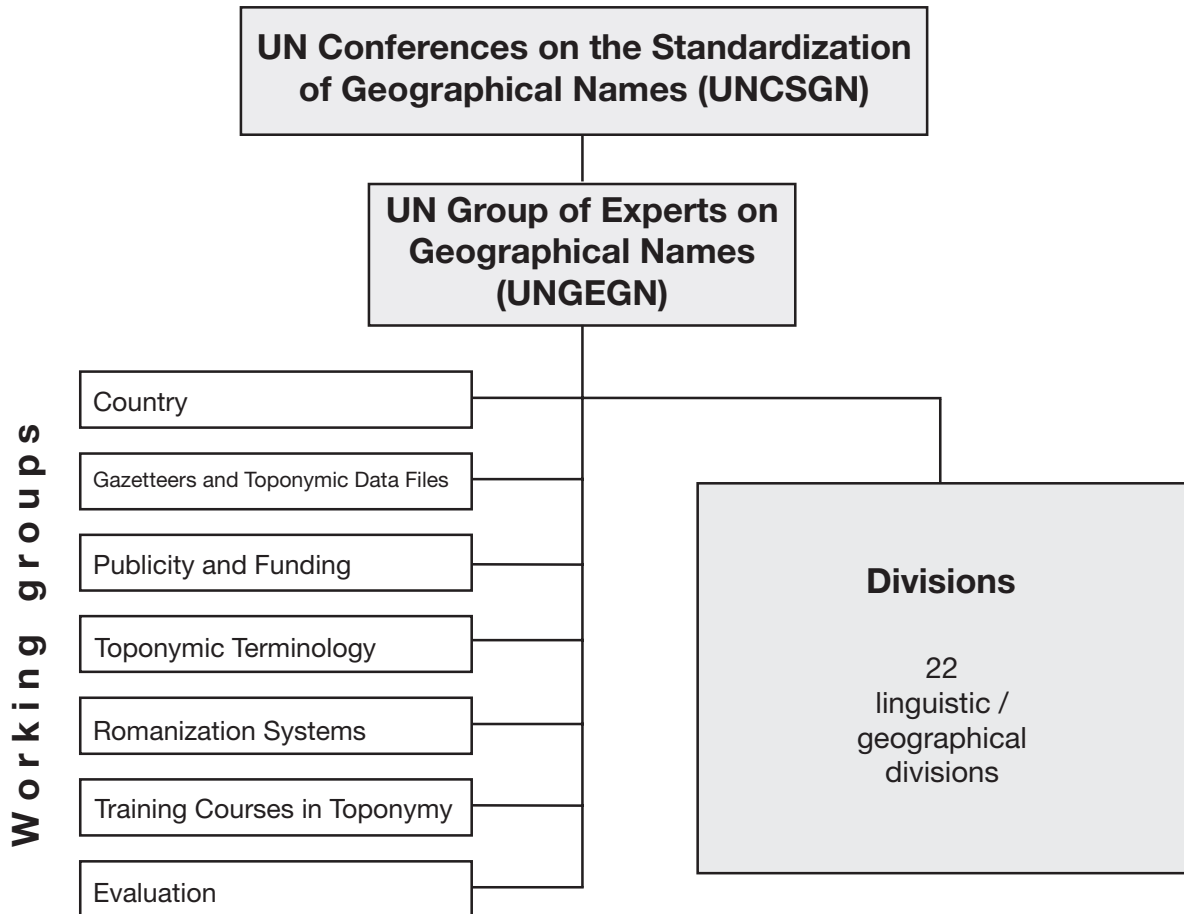 UN Conferences on the Standardization
of Geographical Names (UNCSGN)
UN Group of Experts on
Geographical Names
(UNGEGN)
Working groups
Country
Gazetteers and Toponymic Data Files
Publicity and Funding
Toponymic Terminology
Romanization Systems
Training Courses in Toponymy
Evaluation
Divisions
22
linguistic /
geographical
divisions